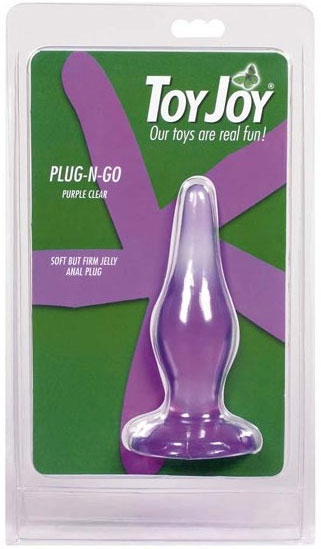 TOYJOY®
Our toys are real fun!
PLUG-N-GO
PURPLE CLEAR
SOFT BUT FIRM JELLY
ANAL PLUG